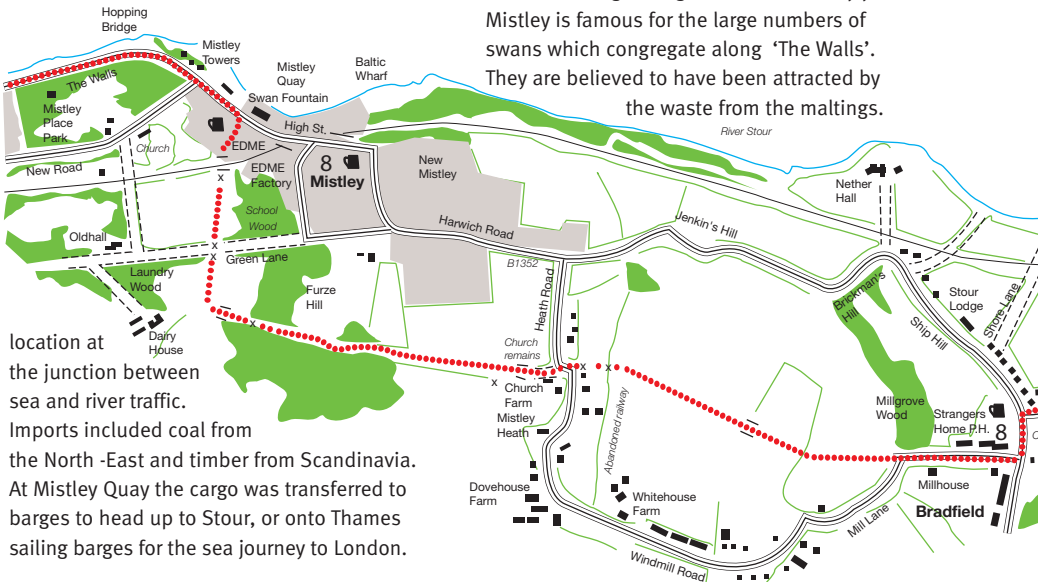 Mistley is famous for the large numbers of
swans which congregate along ‘The Walls’.
They are believed to have been attracted by
the waste from the maltings.
Hopping
Bridge
Mistley
Towers
The Walls
Mistley
Place
Park
Mistley
Quay
Swan Fountain
Baltic
Wharf
High St.
River Stour
Church
New Road
EDME
EDME
Factory
8
Mistley
New
Mistley
School
Wood
Oldhall
Green Lane
Laundry
Wood
Dairy
House
Furze
Hill
Harwich Road
B1352
Heath Road
Jenkin's Hill
Nether
Hall
Brickman's
Hill
Ship Hill
Stour
Lodge
Shore Lane
Church
remains
Church
Farm
Mistley
Heath
Abandoned railway
Millgrove
Wood
Strangers
Home P.H.
8
Dovehouse
Farm
Whitehouse
Farm
Windmill Road
Mill Lane
Millhouse
Bradfield
location at
the junction between
sea and river traffic.
Imports included coal from
the North -East and timber from Scandinavia.
At Mistley Quay the cargo was transferred to
barges to head up to Stour, or onto Thames
sailing barges for the sea journey to London.